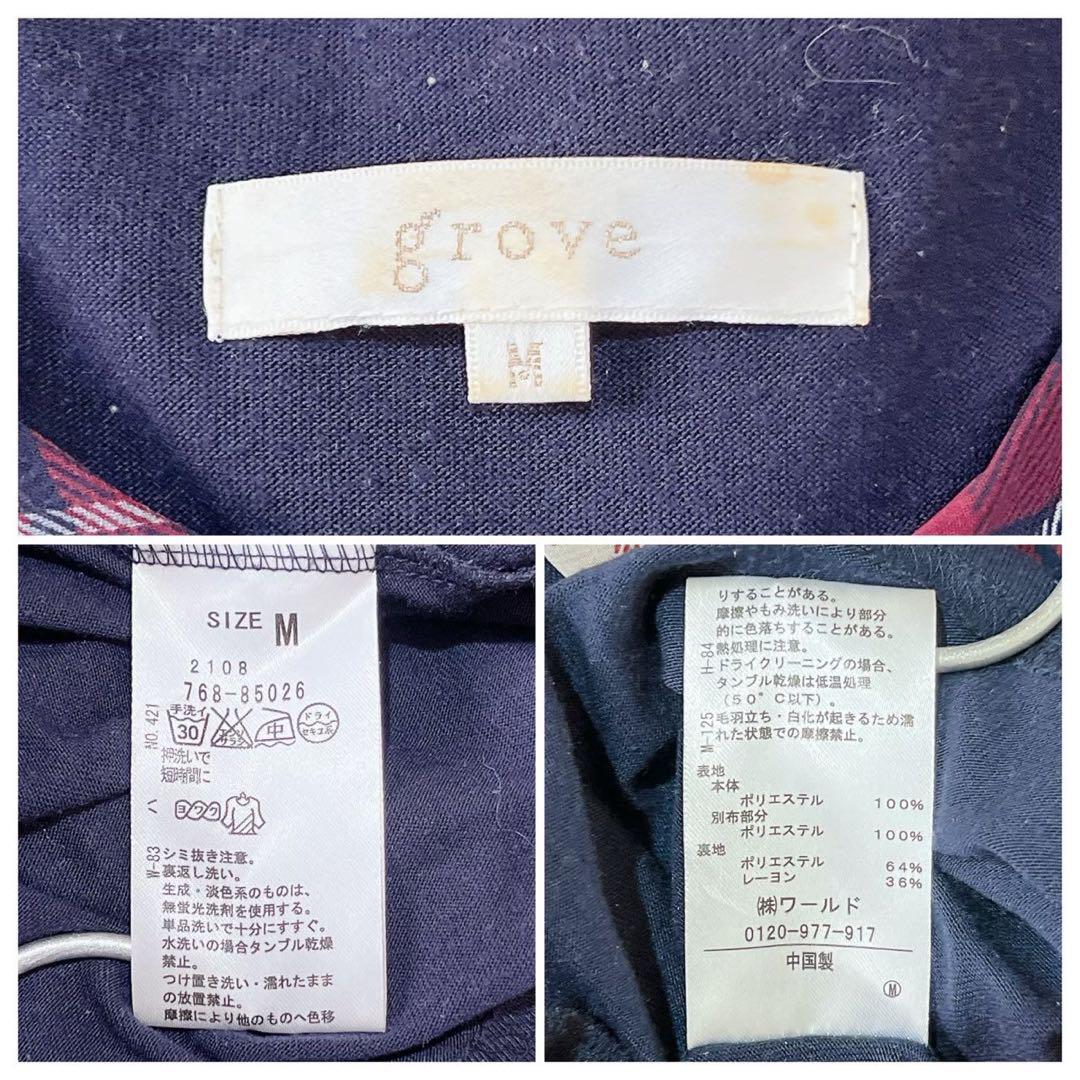 grove
M
SIZE M
2108
768-85026
NO.421
手洗イ
30
エンソ
サラシ
中
ドライ
セキユ系
押洗いで
短時間に
<
ヨワク
W-83
シミ抜き注意。
裏返し洗い。
生成・淡色系のものは、
無蛍光洗剤を使用する。
単品洗いで十分にすすぐ。
水洗いの場合タンブル乾燥
禁止。
つけ置き洗い・濡れたまま
の放置禁止。
摩擦により他のものへ色移
りすることがある。
摩擦やもみ洗いにより部分
的に色落ちすることがある。
H-84
熱処理に注意。
ドライクリーニングの場合、
タンブル乾燥は低温処理
(50°C以下)。
W-125
毛羽立ち・白化が起きるため濡
れた状態での摩擦禁止。
表地
本体
ポリエステル 100%
別布部分
ポリエステル 100%
裏地
ポリエステル 64%
レーヨン 36%
㈱ワールド
0120-977-917
中国製
Ⓜ